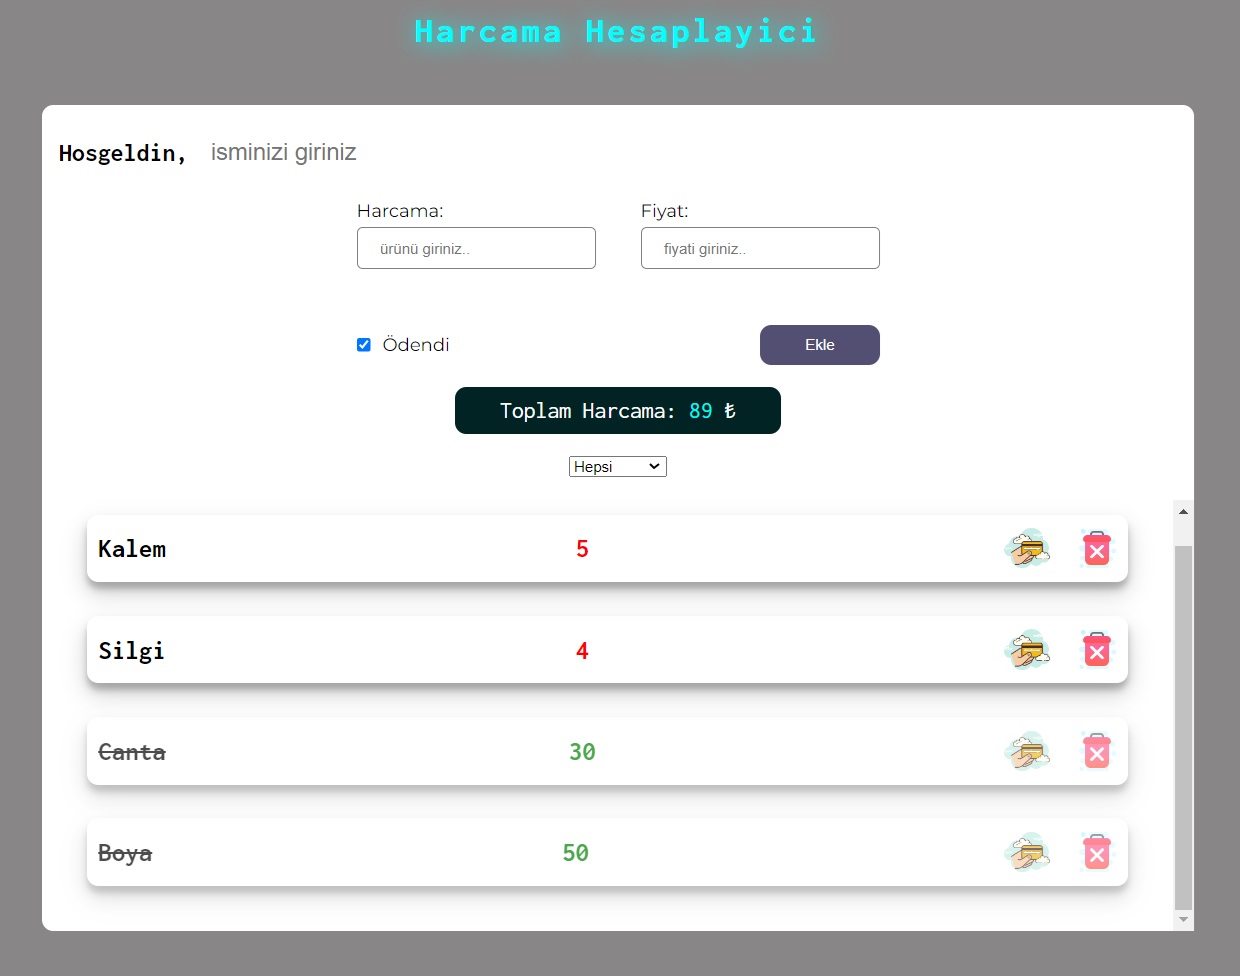 Harcama Hesaplayici
Hosgeldin, isminizi giriniz
Harcama: Fiyat:
ürünü giriniz.. fiyati giriniz..
Ödendi Ekle
Toplam Harcama: 89 ₺
Hepsi
Kalem 5
Silgi 4
Canta 30
Boya 50